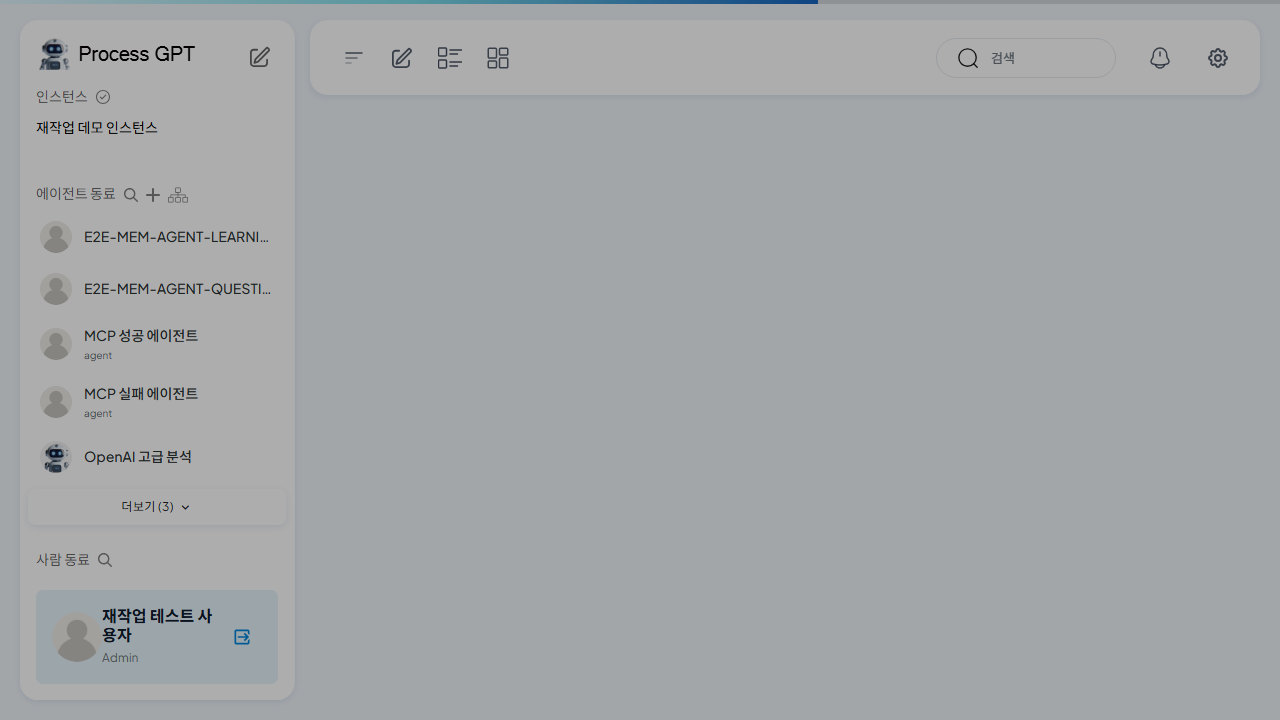 Process GPT
인스턴스
재작업 데모 인스턴스
에이전트 동료
E2E-MEM-AGENT-LEARNI...
E2E-MEM-AGENT-QUESTI...
MCP 성공 에이전트
agent
MCP 실패 에이전트
agent
OpenAI 고급 분석
더보기 (3)
사람 동료
재작업 테스트 사
용자
Admin
검색